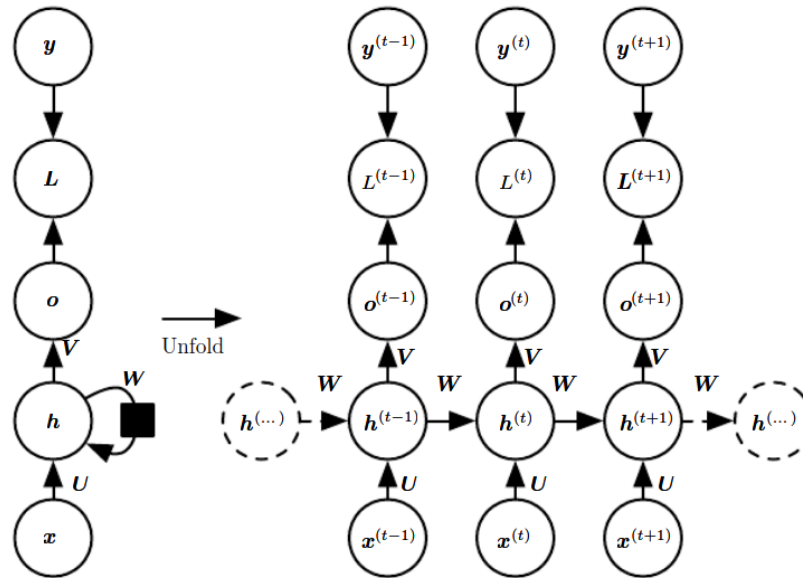 y y^(t−1) y^(t) y^(t+1)
L L^(t−1) L^(t) L^(t+1)
o o^(t−1) o^(t) o^(t+1)
Unfold
V V V V
W W W W W
h h^(...) h^(t−1) h^(t) h^(t+1) h^(...)
U U U U
x x^(t−1) x^(t) x^(t+1)